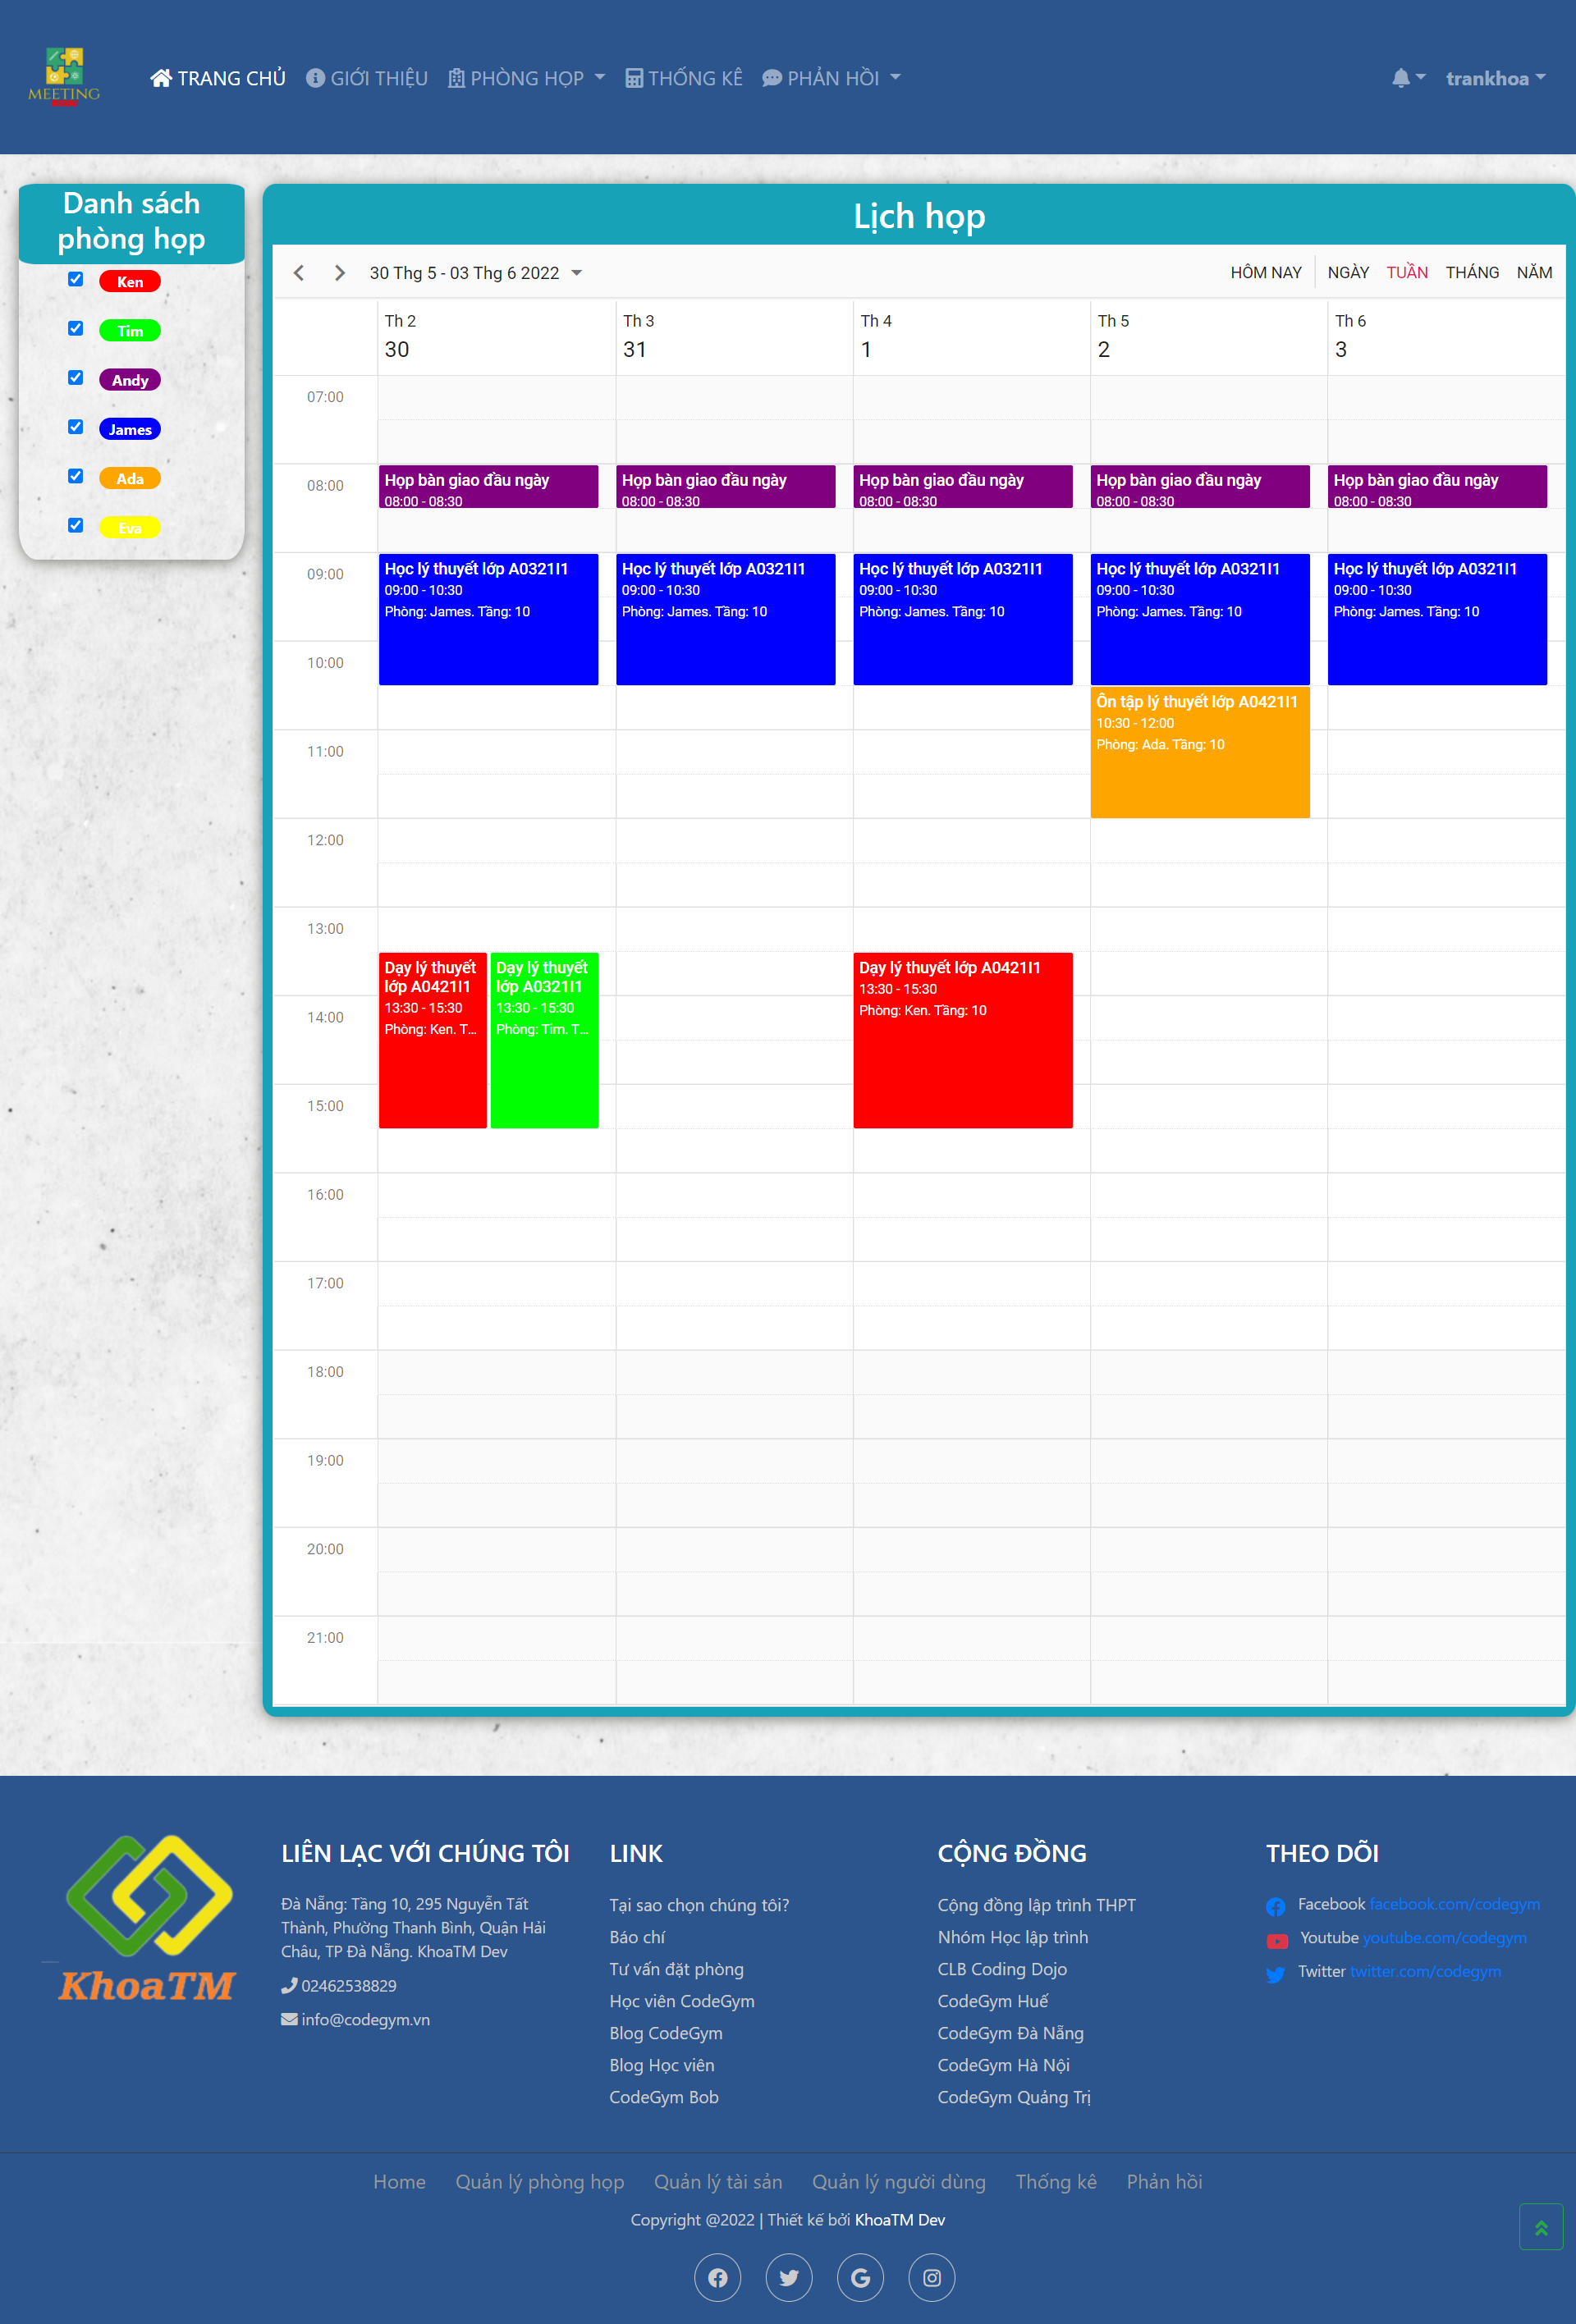 MEETING
TRANG CHỦ
GIỚI THIỆU
PHÒNG HỌP
THỐNG KÊ
PHẢN HỒI
trankhoa
Danh sách
phòng họp
Ken
Tim
Andy
James
Ada
Eva
Lịch họp
30 Thg 5 - 03 Thg 6 2022
HÔM NAY
NGÀY
TUẦN
THÁNG
NĂM
Th 2
30
Th 3
31
Th 4
1
Th 5
2
Th 6
3
07:00
08:00
Họp bàn giao đầu ngày
08:00 - 08:30
Họp bàn giao đầu ngày
08:00 - 08:30
Họp bàn giao đầu ngày
08:00 - 08:30
Họp bàn giao đầu ngày
08:00 - 08:30
Họp bàn giao đầu ngày
08:00 - 08:30
09:00
Học lý thuyết lớp A0321I1
09:00 - 10:30
Phòng: James. Tầng: 10
Học lý thuyết lớp A0321I1
09:00 - 10:30
Phòng: James. Tầng: 10
Học lý thuyết lớp A0321I1
09:00 - 10:30
Phòng: James. Tầng: 10
Học lý thuyết lớp A0321I1
09:00 - 10:30
Phòng: James. Tầng: 10
Học lý thuyết lớp A0321I1
09:00 - 10:30
Phòng: James. Tầng: 10
10:00
Ôn tập lý thuyết lớp A0421I1
10:30 - 12:00
Phòng: Ada. Tầng: 10
11:00
12:00
13:00
Dạy lý thuyết
lớp A0421I1
13:30 - 15:30
Phòng: Ken. T...
Dạy lý thuyết
lớp A0321I1
13:30 - 15:30
Phòng: Tim. T...
Dạy lý thuyết lớp A0421I1
13:30 - 15:30
Phòng: Ken. Tầng: 10
14:00
15:00
16:00
17:00
18:00
19:00
20:00
21:00
KhoaTM
LIÊN LẠC VỚI CHÚNG TÔI
Đà Nẵng: Tầng 10, 295 Nguyễn Tất
Thành, Phường Thanh Bình, Quận Hải
Châu, TP Đà Nẵng. KhoaTM Dev
02462538829
info@codegym.vn
LINK
Tại sao chọn chúng tôi?
Báo chí
Tư vấn đặt phòng
Học viên CodeGym
Blog CodeGym
Blog Học viên
CodeGym Bob
CỘNG ĐỒNG
Cộng đồng lập trình THPT
Nhóm Học lập trình
CLB Coding Dojo
CodeGym Huế
CodeGym Đà Nẵng
CodeGym Hà Nội
CodeGym Quảng Trị
THEO DÕI
Facebook facebook.com/codegym
Youtube youtube.com/codegym
Twitter twitter.com/codegym
Home
Quản lý phòng họp
Quản lý tài sản
Quản lý người dùng
Thống kê
Phản hồi
Copyright @2022 | Thiết kế bởi KhoaTM Dev